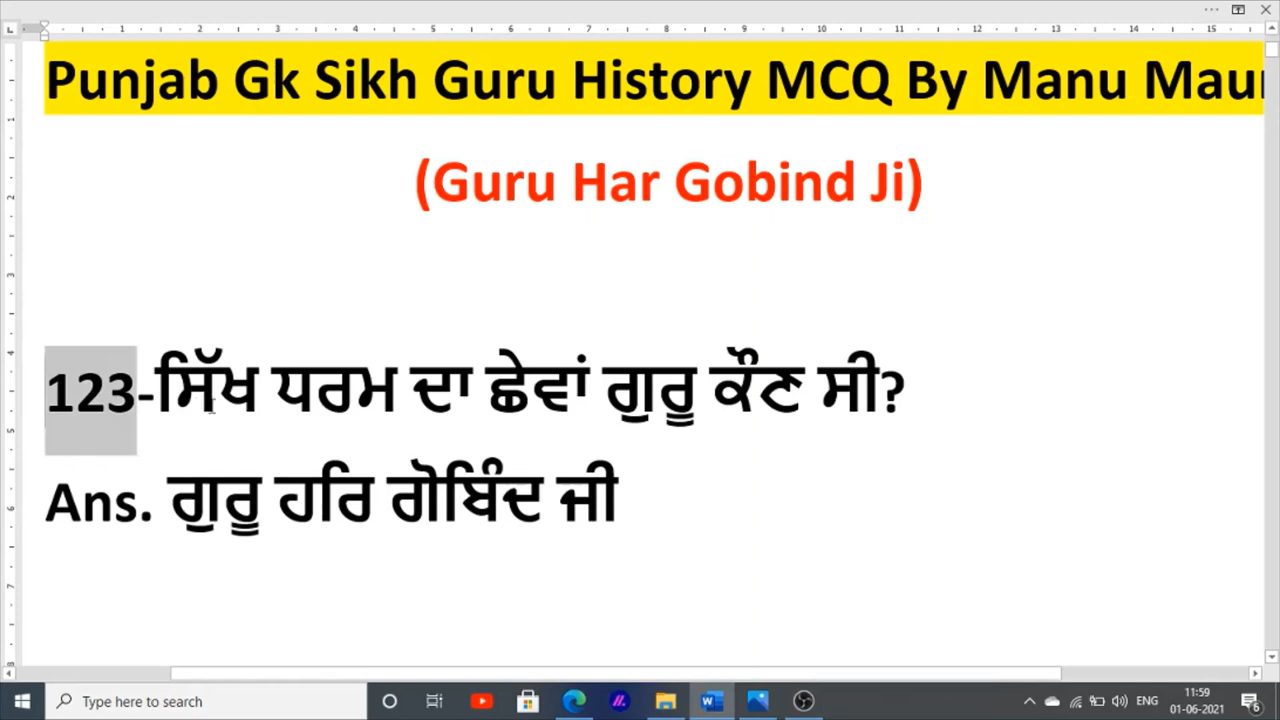 Punjab Gk Sikh Guru History MCQ By Manu
(Guru Har Gobind Ji)
123-ਸਿੱਖ ਧਰਮ ਦਾ ਛੇਵਾਂ ਗੁਰੂ ਕੌਣ ਸੀ?
Ans. ਗੁਰੂ ਹਰਿ ਗੋਬਿੰਦ ਜੀ
Type here to search
ENG
11:59
01-06-2021
6